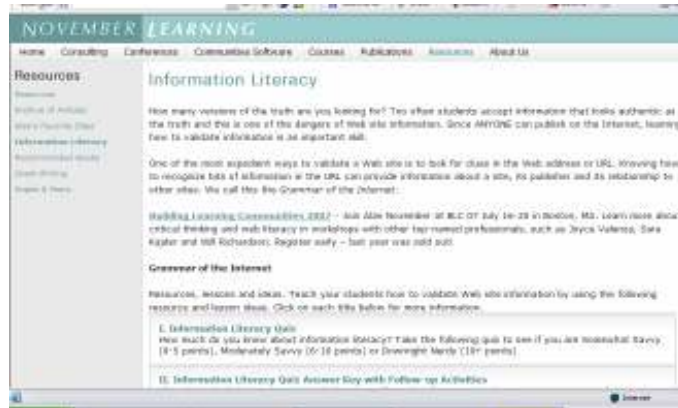 NOVEMBER LEARNING
Home Consulting Conferences Communities Software Courses Publications Resources About Us
Resources
Information Literacy
Resources
Archive of Articles
Information Literacy
Information Literacy
How many versions of the truth are you looking for? Too often students accept information that looks authentic as
the truth and this is one of the dangers of Web site information. Since ANYONE can publish on the Internet, learning
how to validate information is an important skill.
One of the most expedient ways to validate a Web site is to look for clues in the Web address or URL. Knowing how
to recognize bits of information in the URL can provide information about a site, its publisher and its relationship to
other sites. We call this the Grammar of the Internet.
Building Learning Communities 2007 - Join Alan November at BLC 07 July 16-20 in Boston, MA. Learn more about
critical thinking and web literacy in workshops with other top-named professionals, such as Joyce Valenza, Sara
Kajder and Will Richardson. Register early - last year was sold out!
Grammar of the Internet
Resources, lessons and ideas. Teach your students how to validate Web site information by using the following
resource and lesson ideas. Click on each title below for more information.
I. Information Literacy Quiz
How much do you know about information literacy? Take the following quiz to see if you are Somewhat Savvy
(0-5 points), Moderately Savvy (6-10 points) or Downright Nerdy (10+ points)
II. Information Literacy Quiz Answer Key with Follow-up Activities
Internet